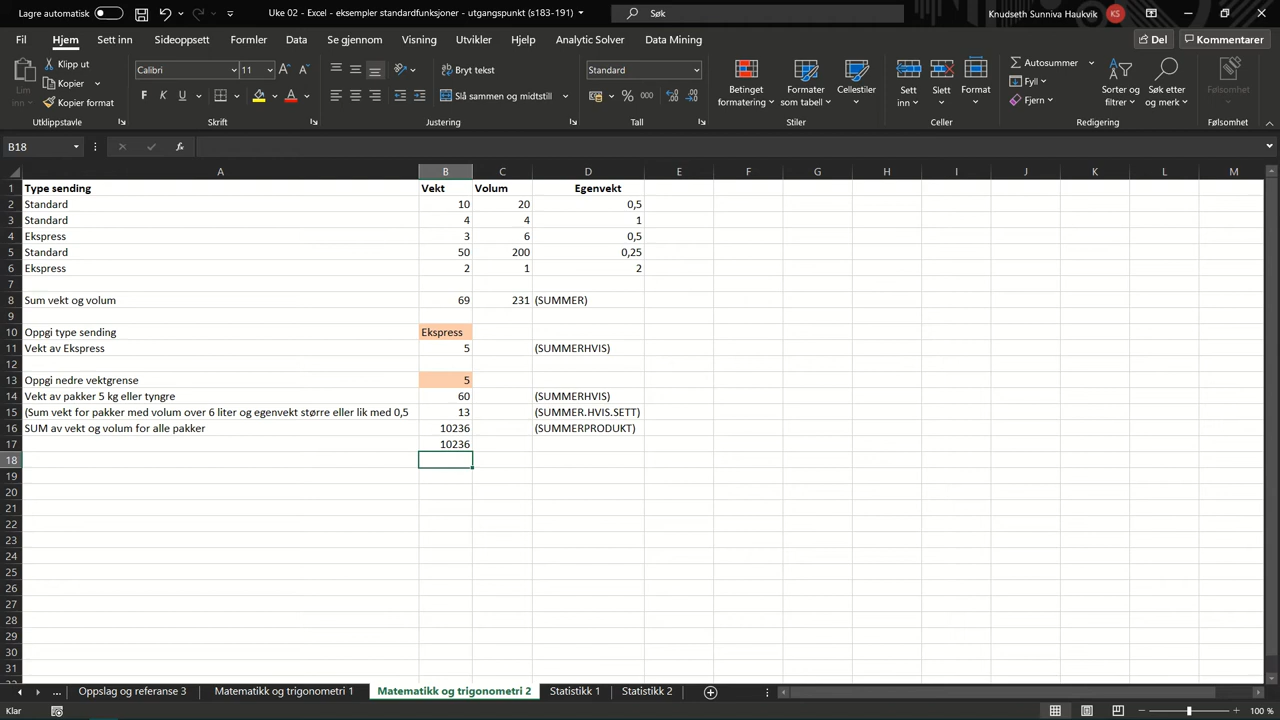 Lagre automatisk
Uke 02 - Excel - eksempler standardfunksjoner - utgangspunkt (s183-191)
Søk
Knudseth Sunniva Haukvik
KS
Fil Hjem Sett inn Sideoppsett Formler Data Se gjennom Visning Utvikler Hjelp Analytic Solver Data Mining
Del
Kommentarer
Lim inn
Klipp ut
Kopier
Kopier format
Utklippstavle
Calibri 11
F K U
Skrift
Bryt tekst
Slå sammen og midtstill
Justering
Standard
% 000
Tall
Betinget formatering
Formater som tabell
Cellestiler
Stiler
Sett inn
Slett
Format
Celler
Autosummer
Fyll
Fjern
Sorter og filtrer
Søk etter og merk
Redigering
Følsomhet
Følsomhet
B18
fx
A B C D E F G H I J K L M
1 Type sending Vekt Volum Egenvekt
2 Standard 10 20 0,5
3 Standard 4 4 1
4 Ekspress 3 6 0,5
5 Standard 50 200 0,25
6 Ekspress 2 1 2
7
8 Sum vekt og volum 69 231 (SUMMER)
9
10 Oppgi type sending Ekspress
11 Vekt av Ekspress 5 (SUMMERHVIS)
12
13 Oppgi nedre vektgrense 5
14 Vekt av pakker 5 kg eller tyngre 60 (SUMMERHVIS)
15 (Sum vekt for pakker med volum over 6 liter og egenvekt større eller lik med 0,5 13 (SUMMER.HVIS.SETT)
16 SUM av vekt og volum for alle pakker 10236 (SUMMERPRODUKT)
17 10236
18
19
20
21
22
23
24
25
26
27
28
29
30
31
... Oppslag og referanse 3 Matematikk og trigonometri 1 Matematikk og trigonometri 2 Statistikk 1 Statistikk 2
Klar
100 %